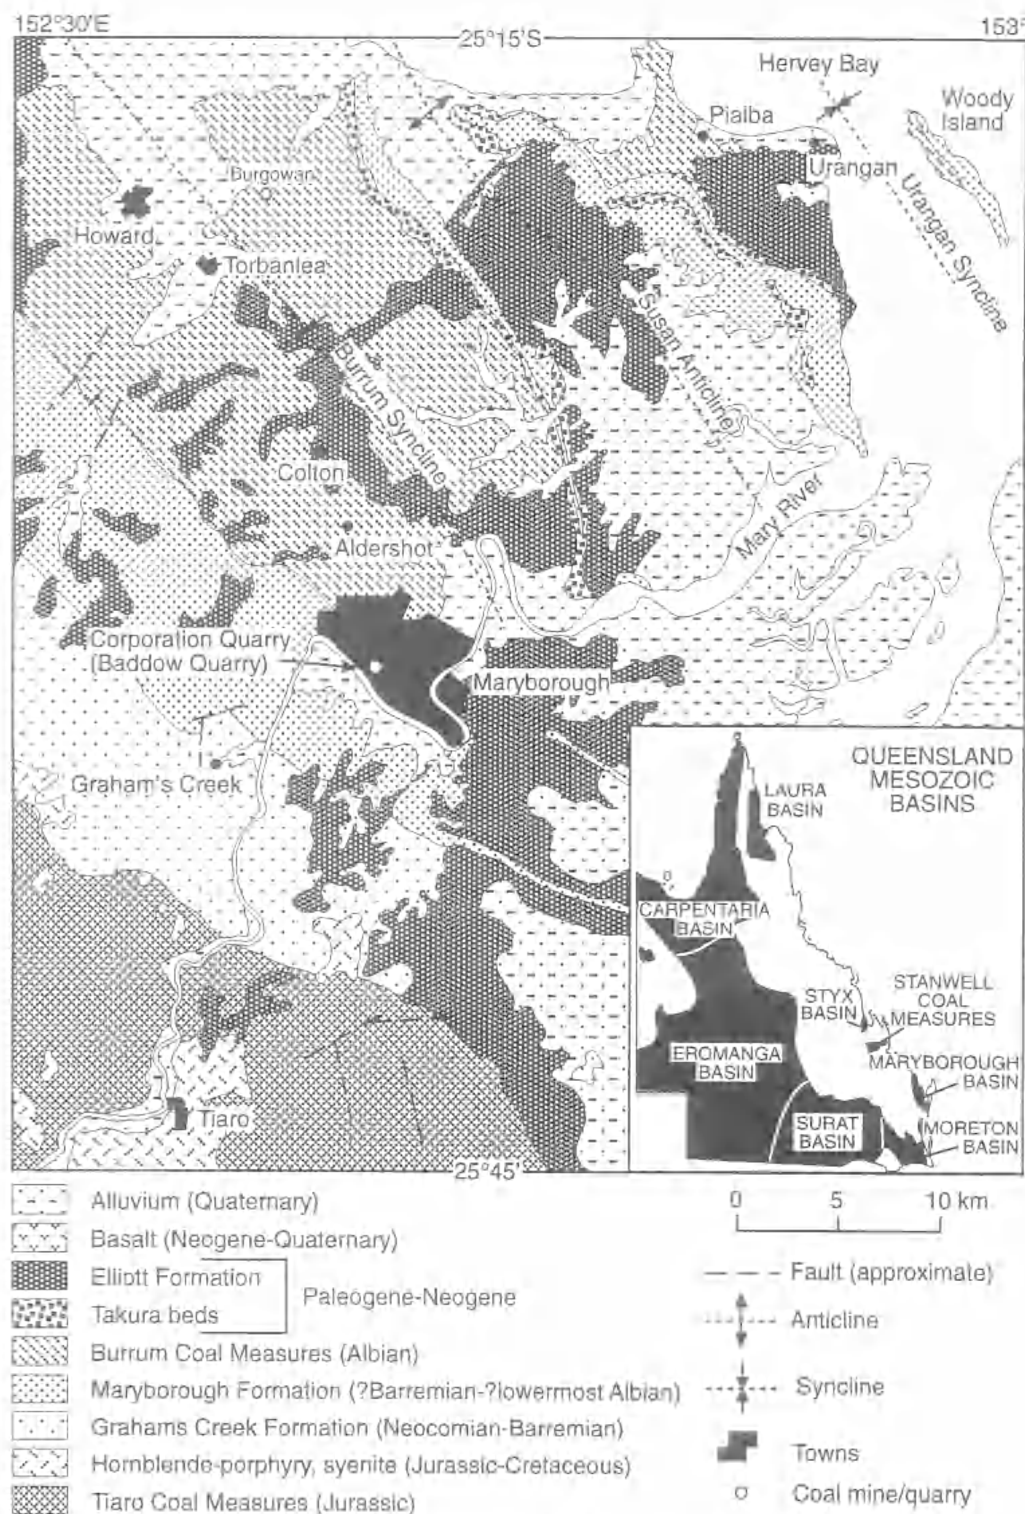 152°30'E
25°15'S
153°
Hervey Bay
Woody
Island
Pialba
Urangan
Burgowan
Howard
Torbanlea
Urangan Syncline
Susan Anticline
Burrum Syncline
Colton
Aldershot
Mary River
Corporation Quarry
(Baddow Quarry)
Maryborough
Graham's Creek
Tiaro
25°45'
QUEENSLAND
MESOZOIC
BASINS
LAURA
BASIN
CARPENTARIA
BASIN
STYX
BASIN
STANWELL
COAL
MEASURES
EROMANGA
BASIN
MARYBOROUGH
BASIN
SURAT
BASIN
MORETON
BASIN
Alluvium (Quaternary)
Basalt (Neogene-Quaternary)
Elliott Formation
Takura beds
Paleogene-Neogene
Burrum Coal Measures (Albian)
Maryborough Formation (?Barremian-?lowermost Albian)
Grahams Creek Formation (Neocomian-Barremian)
Hornblende-porphyry, syenite (Jurassic-Cretaceous)
Tiaro Coal Measures (Jurassic)
0 5 10 km
Fault (approximate)
Anticline
Syncline
Towns
Coal mine/quarry